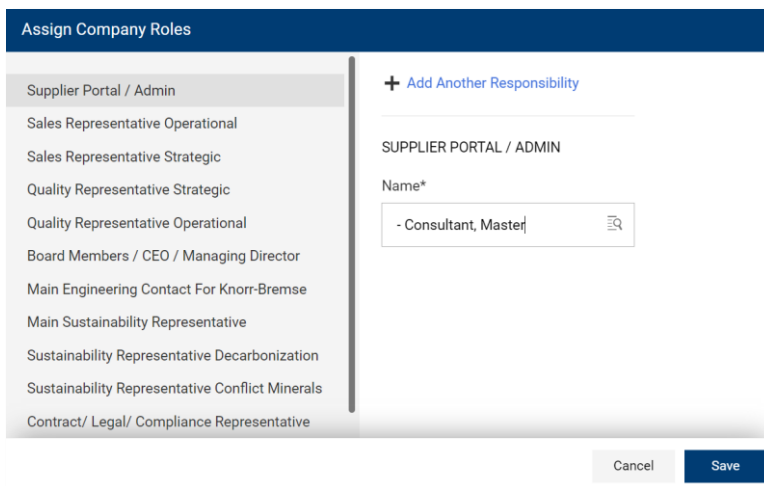 Assign Company Roles
Supplier Portal / Admin
Sales Representative Operational
Sales Representative Strategic
Quality Representative Strategic
Quality Representative Operational
Board Members / CEO / Managing Director
Main Engineering Contact For Knorr-Bremse
Main Sustainability Representative
Sustainability Representative Decarbonization
Sustainability Representative Conflict Minerals
Contract/ Legal/ Compliance Representative
+ Add Another Responsibility
SUPPLIER PORTAL / ADMIN
Name*
- Consultant, Master
Cancel
Save